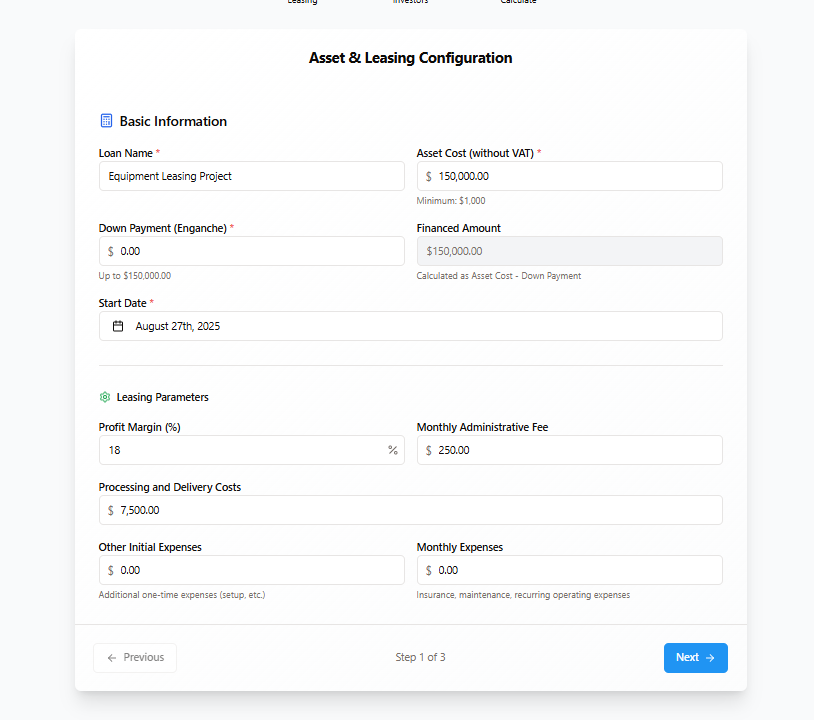 Leasing Investors Calculate
Asset & Leasing Configuration
Basic Information
Loan Name *
Equipment Leasing Project
Asset Cost (without VAT) *
$ 150,000.00
Minimum: $1,000
Down Payment (Enganche) *
$ 0.00
Up to $150,000.00
Financed Amount
$150,000.00
Calculated as Asset Cost - Down Payment
Start Date *
August 27th, 2025
Leasing Parameters
Profit Margin (%)
18 %
Monthly Administrative Fee
$ 250.00
Processing and Delivery Costs
$ 7,500.00
Other Initial Expenses
$ 0.00
Additional one-time expenses (setup, etc.)
Monthly Expenses
$ 0.00
Insurance, maintenance, recurring operating expenses
← Previous
Step 1 of 3
Next →